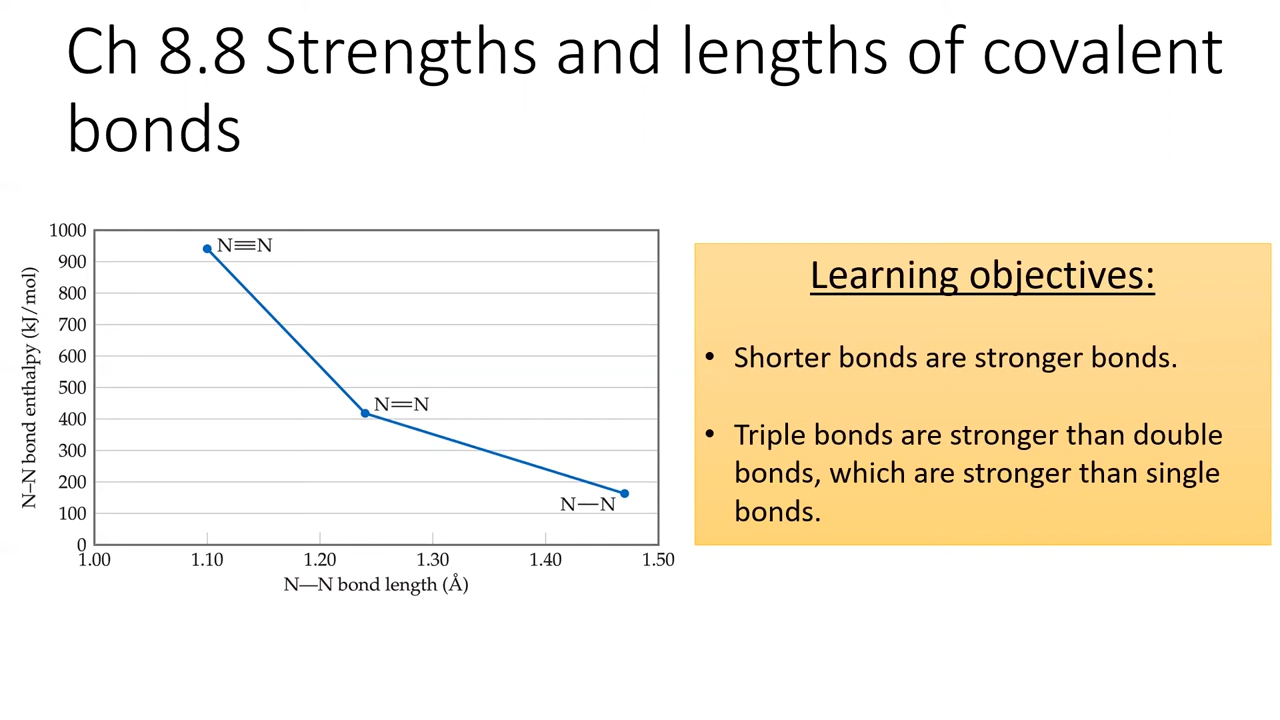 Ch 8.8 Strengths and lengths of covalent
bonds
1000
900
800
700
600
500
400
300
200
100
0
N–N bond enthalpy (kJ/mol)
N≡N
N=N
N—N
1.00 1.10 1.20 1.30 1.40 1.50
N—N bond length (Å)
Learning objectives:
• Shorter bonds are stronger bonds.
• Triple bonds are stronger than double
bonds, which are stronger than single
bonds.